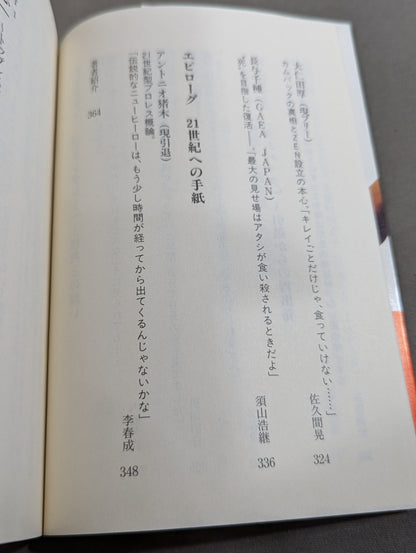 大仁田厚（現フリー）
カムバックの真相とZEN設立の本心。「キレイごとだけじゃ、食っていけない……」
佐久間晃
324
長与千種（GAEA JAPAN）
を目指した復活——「最大の見せ場はアタシが食い殺されるときだよ」
須山浩継
336
エピローグ 21世紀への手紙
アントニオ猪木（現引退）
21世紀型プロレス概論。
「伝説的なニューヒーローは、もう少し時間が経ってから出てくるんじゃないかな」
李春成
348
著者紹介
364